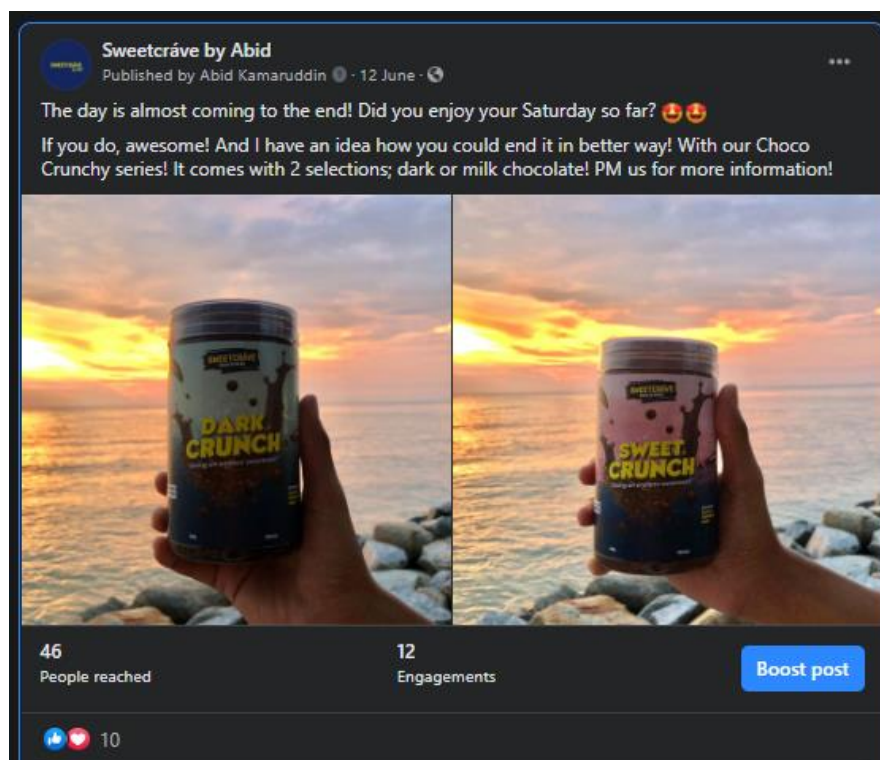 Sweetcráve by Abid
Published by Abid Kamaruddin · 12 June ·
The day is almost coming to the end! Did you enjoy your Saturday so far? 🤩🤩
If you do, awesome! And I have an idea how you could end it in better way! With our Choco
Crunchy series! It comes with 2 selections; dark or milk chocolate! PM us for more information!
SWEETCRÁVE
DARK
CRUNCH
SWEETCRÁVE
SWEET
CRUNCH
46
People reached
12
Engagements
Boost post
10